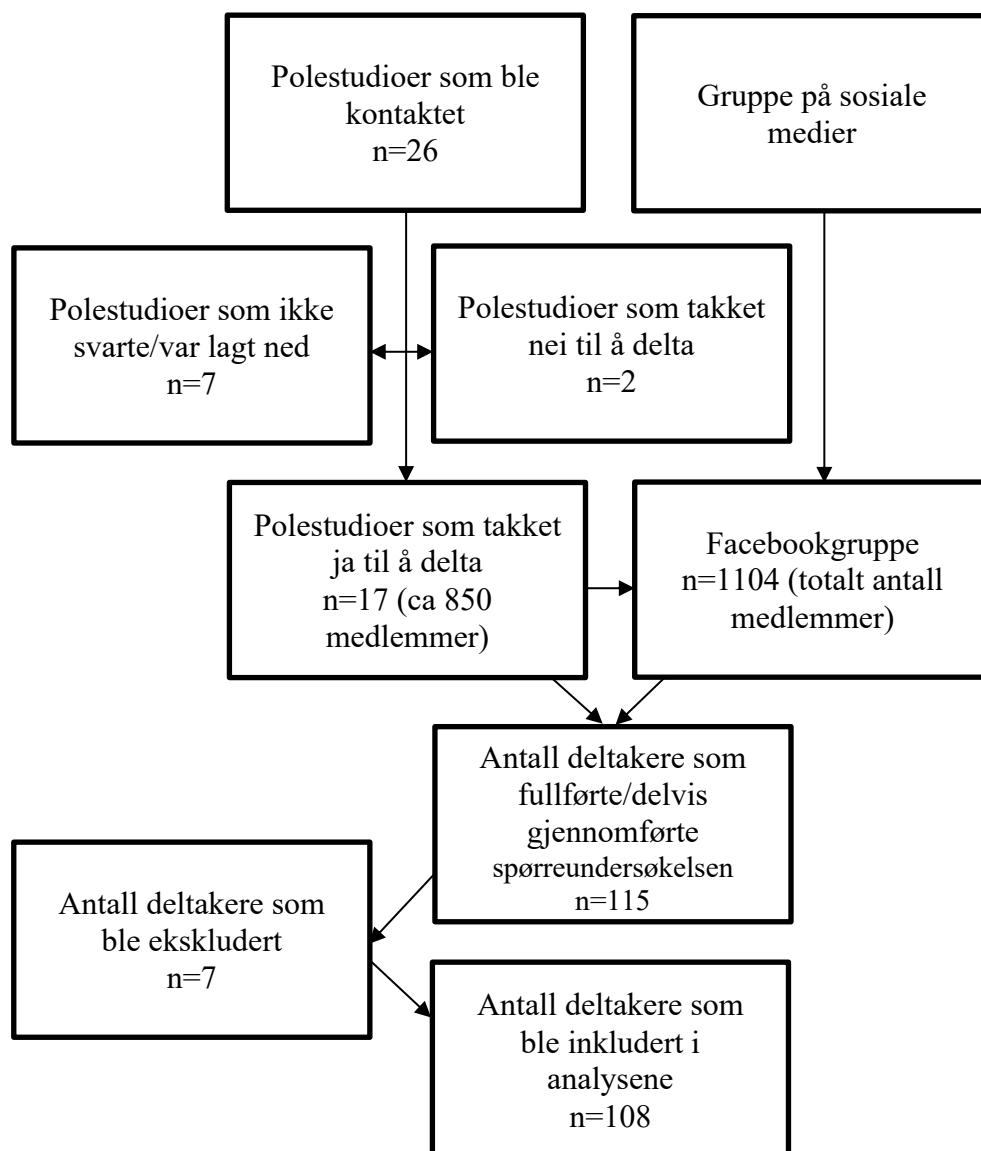 Polestudioer som ble
kontaktet
n=26
Gruppe på sosiale
medier
Polestudioer som ikke
svarte/var lagt ned
n=7
Polestudioer som takket
nei til å delta
n=2
Polestudioer som takket
ja til å delta
n=17 (ca 850
medlemmer)
Facebookgruppe
n=1104 (totalt antall
medlemmer)
Antall deltakere som
fullførte/delvis
gjennomførte
spørreundersøkelsen
n=115
Antall deltakere som
ble ekskludert
n=7
Antall deltakere som
ble inkludert i
analysene
n=108